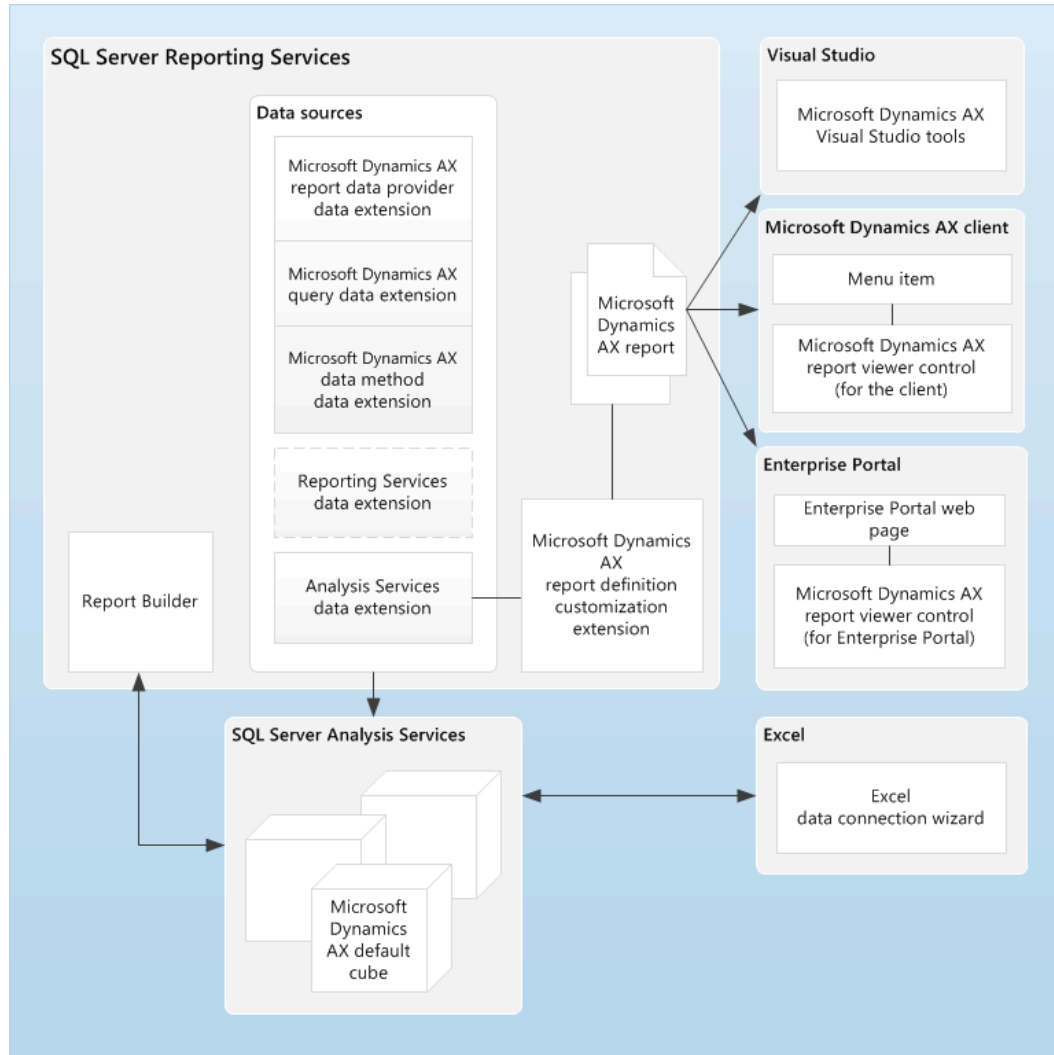 SQL Server Reporting Services
Data sources
Microsoft Dynamics AX
report data provider
data extension
Microsoft Dynamics AX
query data extension
Microsoft Dynamics AX
data method
data extension
Reporting Services
data extension
Analysis Services
data extension
Report Builder
Microsoft
Dynamics
AX report
Microsoft Dynamics
AX
report definition
customization
extension
Visual Studio
Microsoft Dynamics AX
Visual Studio tools
Microsoft Dynamics AX client
Menu item
Microsoft Dynamics AX
report viewer control
(for the client)
Enterprise Portal
Enterprise Portal web
page
Microsoft Dynamics AX
report viewer control
(for Enterprise Portal)
SQL Server Analysis Services
Microsoft
Dynamics
AX default
cube
Excel
Excel
data connection wizard